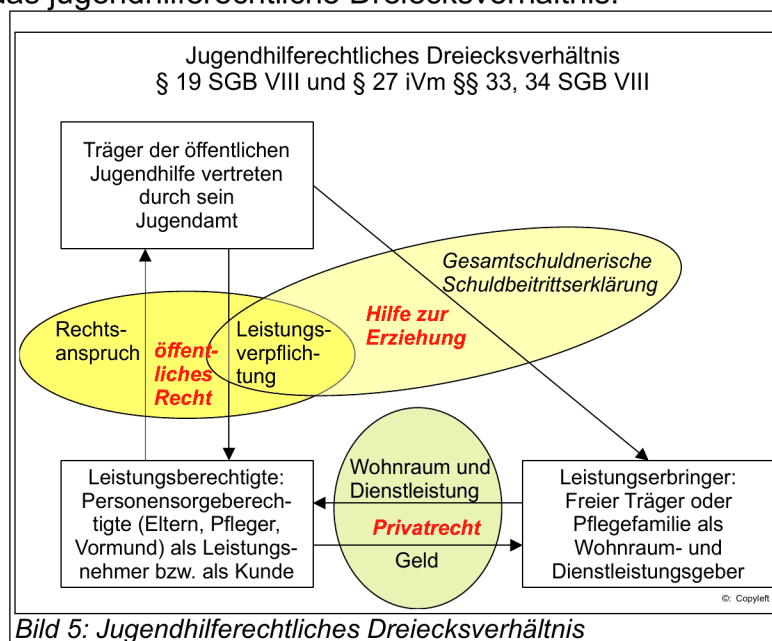 das jugendhilferechtliche Dreiecksverhältnis.
Jugendhilferechtliches Dreiecksverhältnis
§ 19 SGB VIII und § 27 iVm §§ 33, 34 SGB VIII
Träger der öffentlichen
Jugendhilfe vertreten
durch sein
Jugendamt
Gesamtschuldnerische
Schuldbeitrittserklärung
Hilfe zur
Erziehung
Rechts-
anspruch
öffent-
liches
Recht
Leistungs-
verpflich-
tung
Leistungsberechtigte:
Personensorgeberech-
tigte (Eltern, Pfleger,
Vormund) als Leistungs-
nehmer bzw. als Kunde
Wohnraum und
Dienstleistung
Privatrecht
Geld
Leistungserbringer:
Freier Träger oder
Pflegefamilie als
Wohnraum- und
Dienstleistungsgeber
©: Copyleft
Bild 5: Jugendhilferechtliches Dreiecksverhältnis